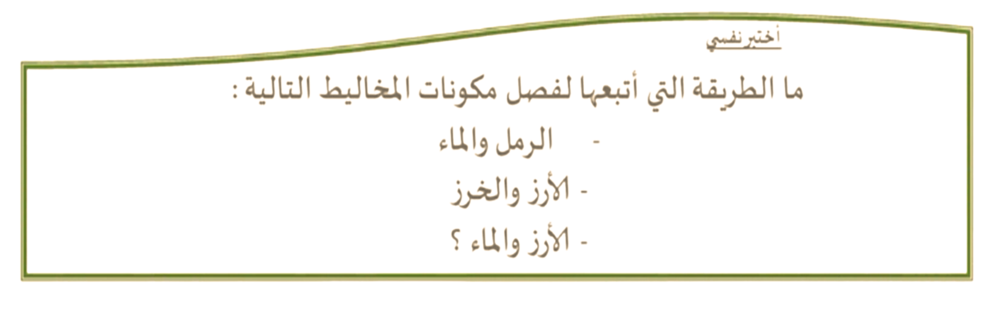 أختبر نفسي
ما الطريقة التي أتبعها لفصل مكونات المخاليط التالية :
- الرمل والماء
- الأرز والخرز
- الأرز والماء ؟